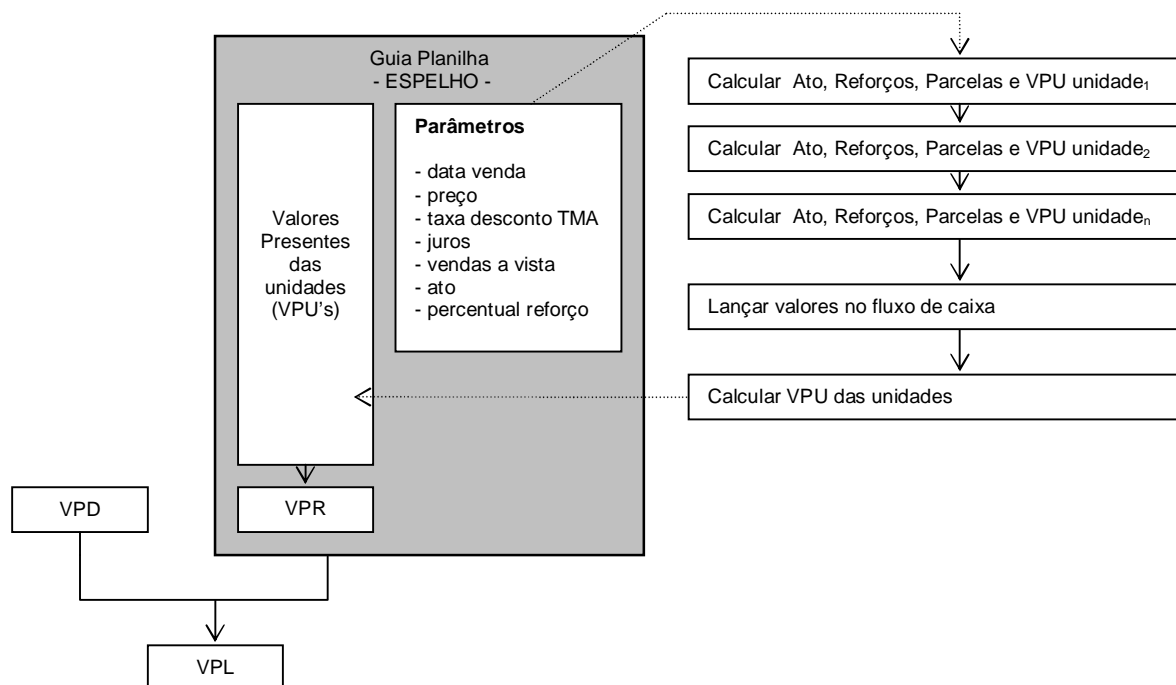 Guia Planilha
- ESPELHO -
Valores
Presentes
das
unidades
(VPU's)
Parâmetros
- data venda
- preço
- taxa desconto TMA
- juros
- vendas a vista
- ato
- percentual reforço
VPR
VPD
VPL
Calcular Ato, Reforços, Parcelas e VPU unidade₁
Calcular Ato, Reforços, Parcelas e VPU unidade₂
Calcular Ato, Reforços, Parcelas e VPU unidadeₙ
Lançar valores no fluxo de caixa
Calcular VPU das unidades